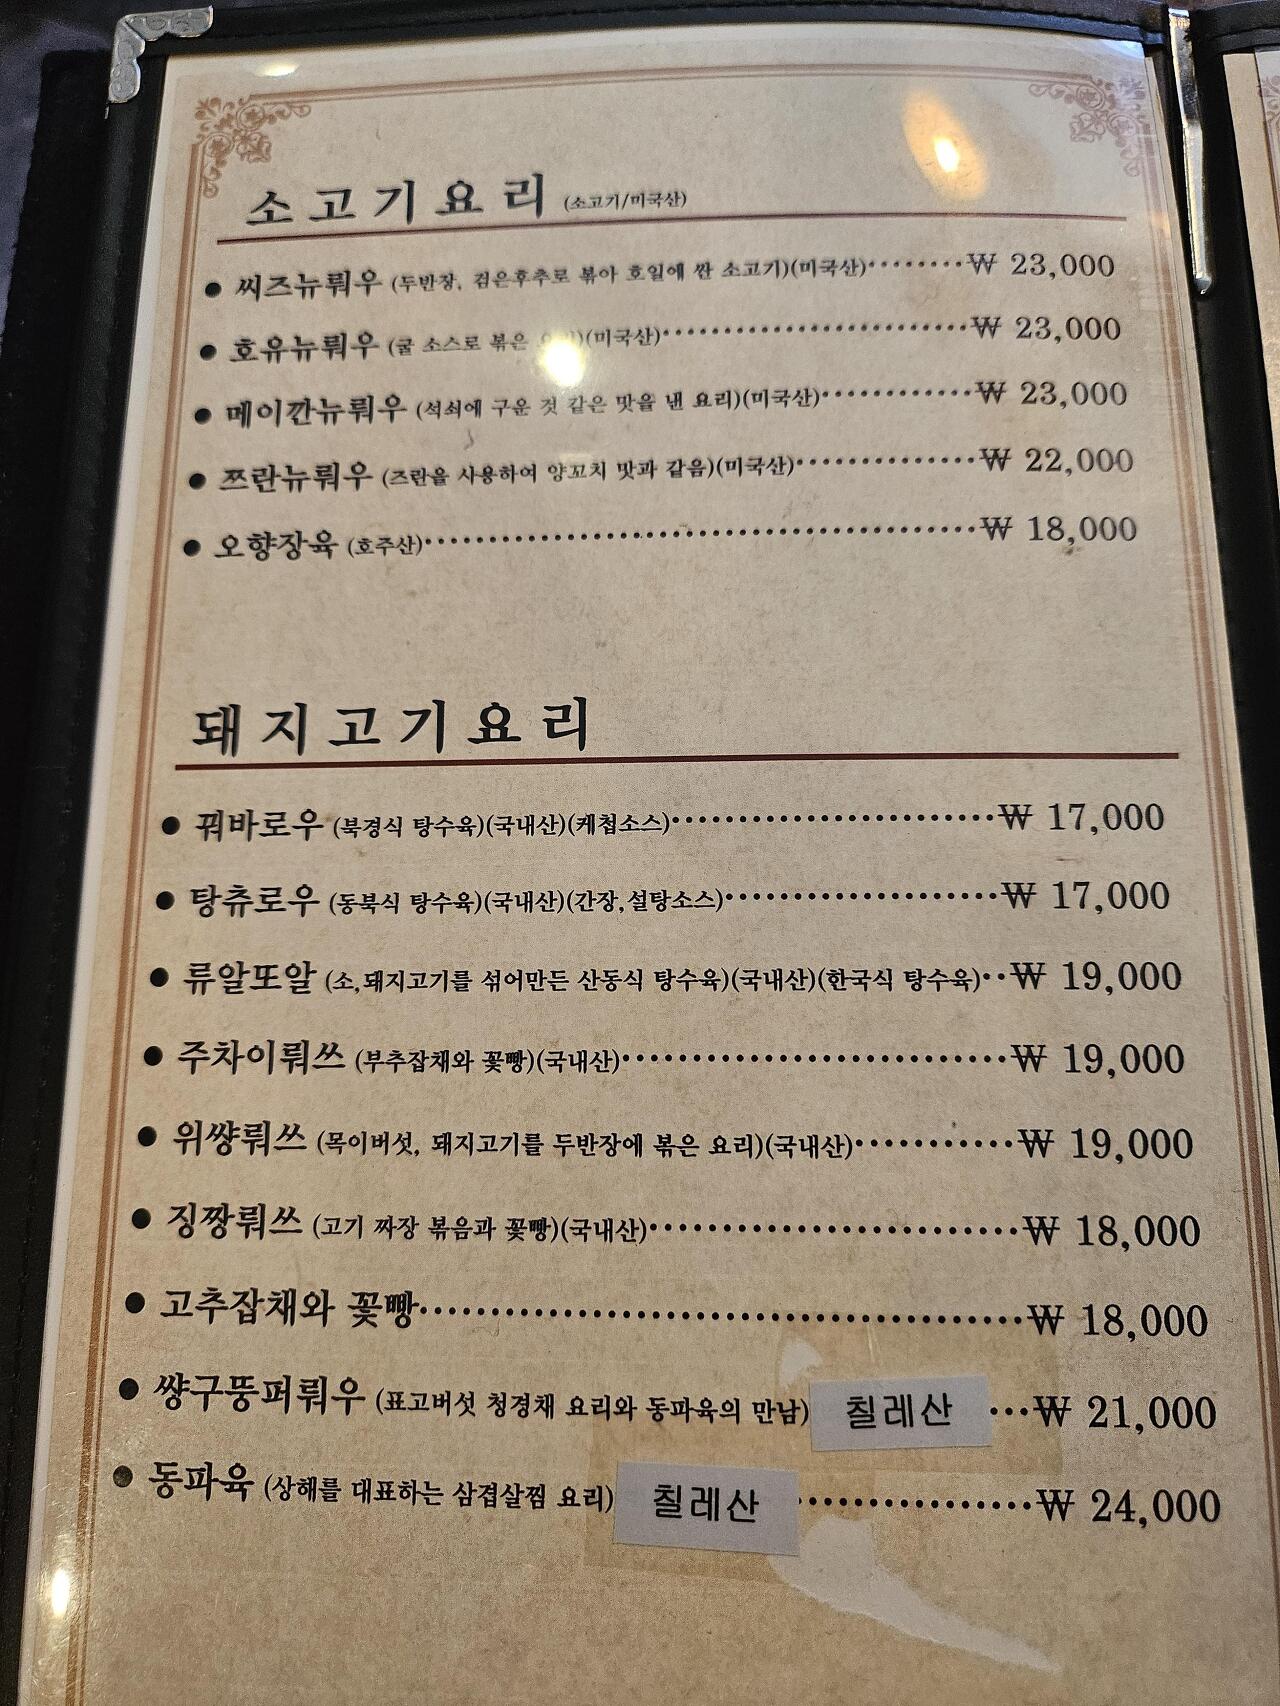 소고기요리 (소고기/미국산)
● 씨즈뉴뤄우 (두반장, 검은후추로 볶아 호일에 싼 소고기)(미국산)········₩ 23,000
● 호유뉴뤄우 (굴 소스로 볶은 )(미국산)························₩ 23,000
● 메이깐뉴뤄우 (석쇠에 구운 것 같은 맛을 낸 요리)(미국산)············₩ 23,000
● 쯔란뉴뤄우 (즈란을 사용하여 양꼬치 맛과 같음)(미국산)··············₩ 22,000
● 오향장육 (호주산)··········································₩ 18,000
돼지고기요리
● 꿔바로우 (북경식 탕수육)(국내산)(케첩소스)························₩ 17,000
● 탕츄로우 (동북식 탕수육)(국내산)(간장,설탕소스)····················₩ 17,000
● 류알또알 (소,돼지고기를 섞어만든 산동식 탕수육)(국내산)(한국식 탕수육)··₩ 19,000
● 주차이뤄쓰 (부추잡채와 꽃빵)(국내산)····························₩ 19,000
● 위썅뤄쓰 (목이버섯, 돼지고기를 두반장에 볶은 요리)(국내산)············₩ 19,000
● 징짱뤄쓰 (고기 짜장 볶음과 꽃빵)(국내산)··························₩ 18,000
● 고추잡채와 꽃빵············································₩ 18,000
● 썅구뚱퍼뤄우 (표고버섯 청경채 요리와 동파육의 만남) 칠레산 ···₩ 21,000
● 동파육 (상해를 대표하는 삼겹살찜 요리) 칠레산 ·················₩ 24,000